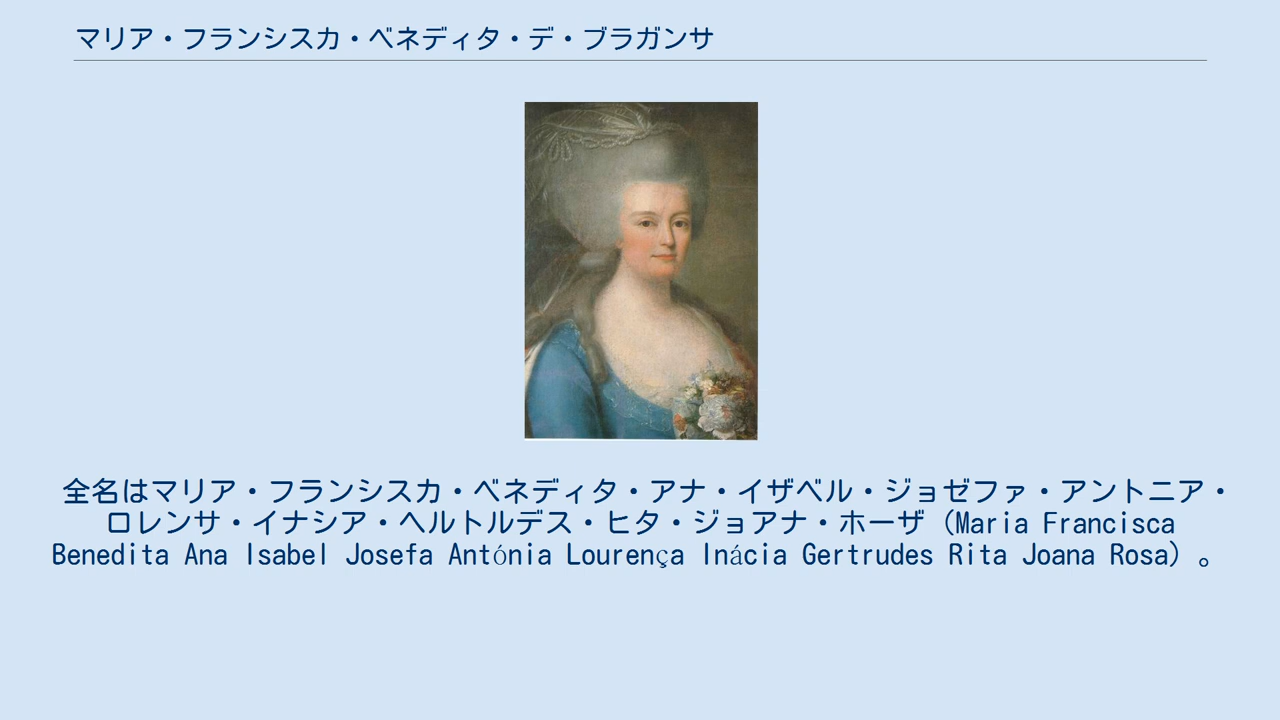 マリア・フランシスカ・ベネディタ・デ・ブラガンサ
全名はマリア・フランシスカ・ベネディタ・アナ・イザベル・ジョゼファ・アントニア・
ロレンサ・イナシア・ヘルトルデス・ヒタ・ジョアナ・ホーザ（Maria Francisca
Benedita Ana Isabel Josefa Antónia Lourença Inácia Gertrudes Rita Joana Rosa）。